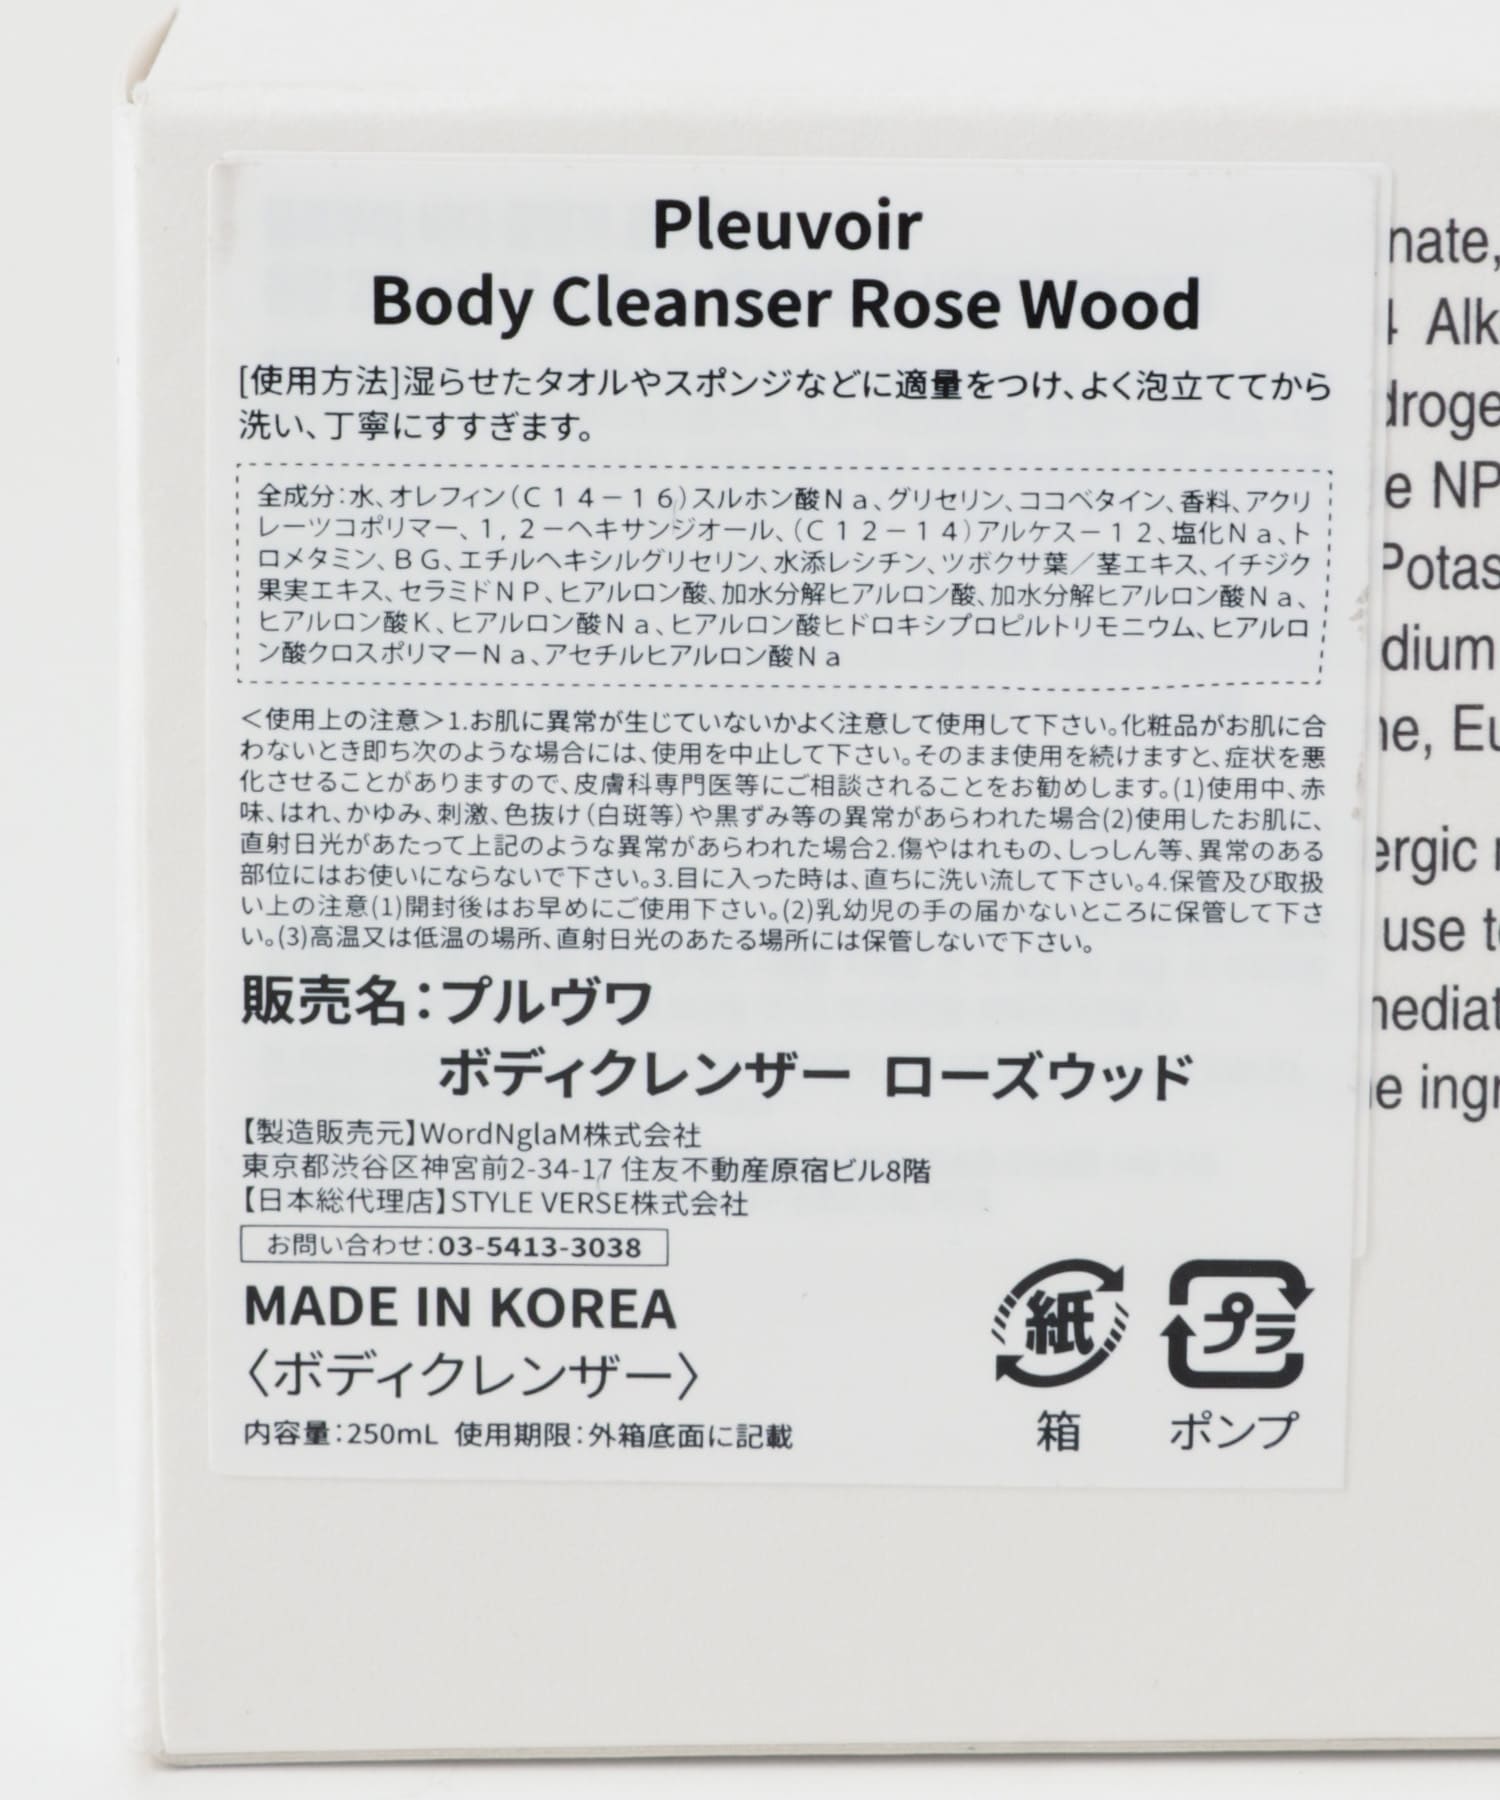 Pleuvoir
Body Cleanser Rose Wood
[使用方法]湿らせたタオルやスポンジなどに適量をつけ、よく泡立ててから
洗い、丁寧にすすぎます。
全成分：水、オレフィン（Ｃ１４－１６）スルホン酸Ｎａ、グリセリン、ココベタイン、香料、アクリ
レーツコポリマー、１，２－ヘキサンジオール、（Ｃ１２－１４）アルケス－１２、塩化Ｎａ、ト
ロメタミン、ＢＧ、エチルヘキシルグリセリン、水添レシチン、ツボクサ葉／茎エキス、イチジク
果実エキス、セラミドＮＰ、ヒアルロン酸、加水分解ヒアルロン酸、加水分解ヒアルロン酸Ｎａ、
ヒアルロン酸Ｋ、ヒアルロン酸Ｎａ、ヒアルロン酸ヒドロキシプロピルトリモニウム、ヒアルロ
ン酸クロスポリマーＮａ、アセチルヒアルロン酸Ｎａ
＜使用上の注意＞1.お肌に異常が生じていないかよく注意して使用して下さい。化粧品がお肌に合
わないとき即ち次のような場合には、使用を中止して下さい。そのまま使用を続けますと、症状を悪
化させることがありますので、皮膚科専門医等にご相談されることをお勧めします。(1)使用中、赤
味、はれ、かゆみ、刺激、色抜け（白斑等）や黒ずみ等の異常があらわれた場合(2)使用したお肌に、
直射日光があたって上記のような異常があらわれた場合2.傷やはれもの、しっしん等、異常のある
部位にはお使いにならないで下さい。3.目に入った時は、直ちに洗い流して下さい。4.保管及び取扱
い上の注意(1)開封後はお早めにご使用下さい。(2)乳幼児の手の届かないところに保管して下さ
い。(3)高温又は低温の場所、直射日光のあたる場所には保管しないで下さい。
販売名：プルヴワ
ボディクレンザー ローズウッド
【製造販売元】WordNglaM株式会社
東京都渋谷区神宮前2-34-17 住友不動産原宿ビル8階
【日本総代理店】STYLE VERSE株式会社
お問い合わせ：03-5413-3038
MADE IN KOREA
〈ボディクレンザー〉
内容量：250mL 使用期限：外箱底面に記載
紙
箱
プラ
ポンプ
nate,
Alk
droge
e NP
Potas
dium
ne, Eu
ergic
use t
mediat
e ing